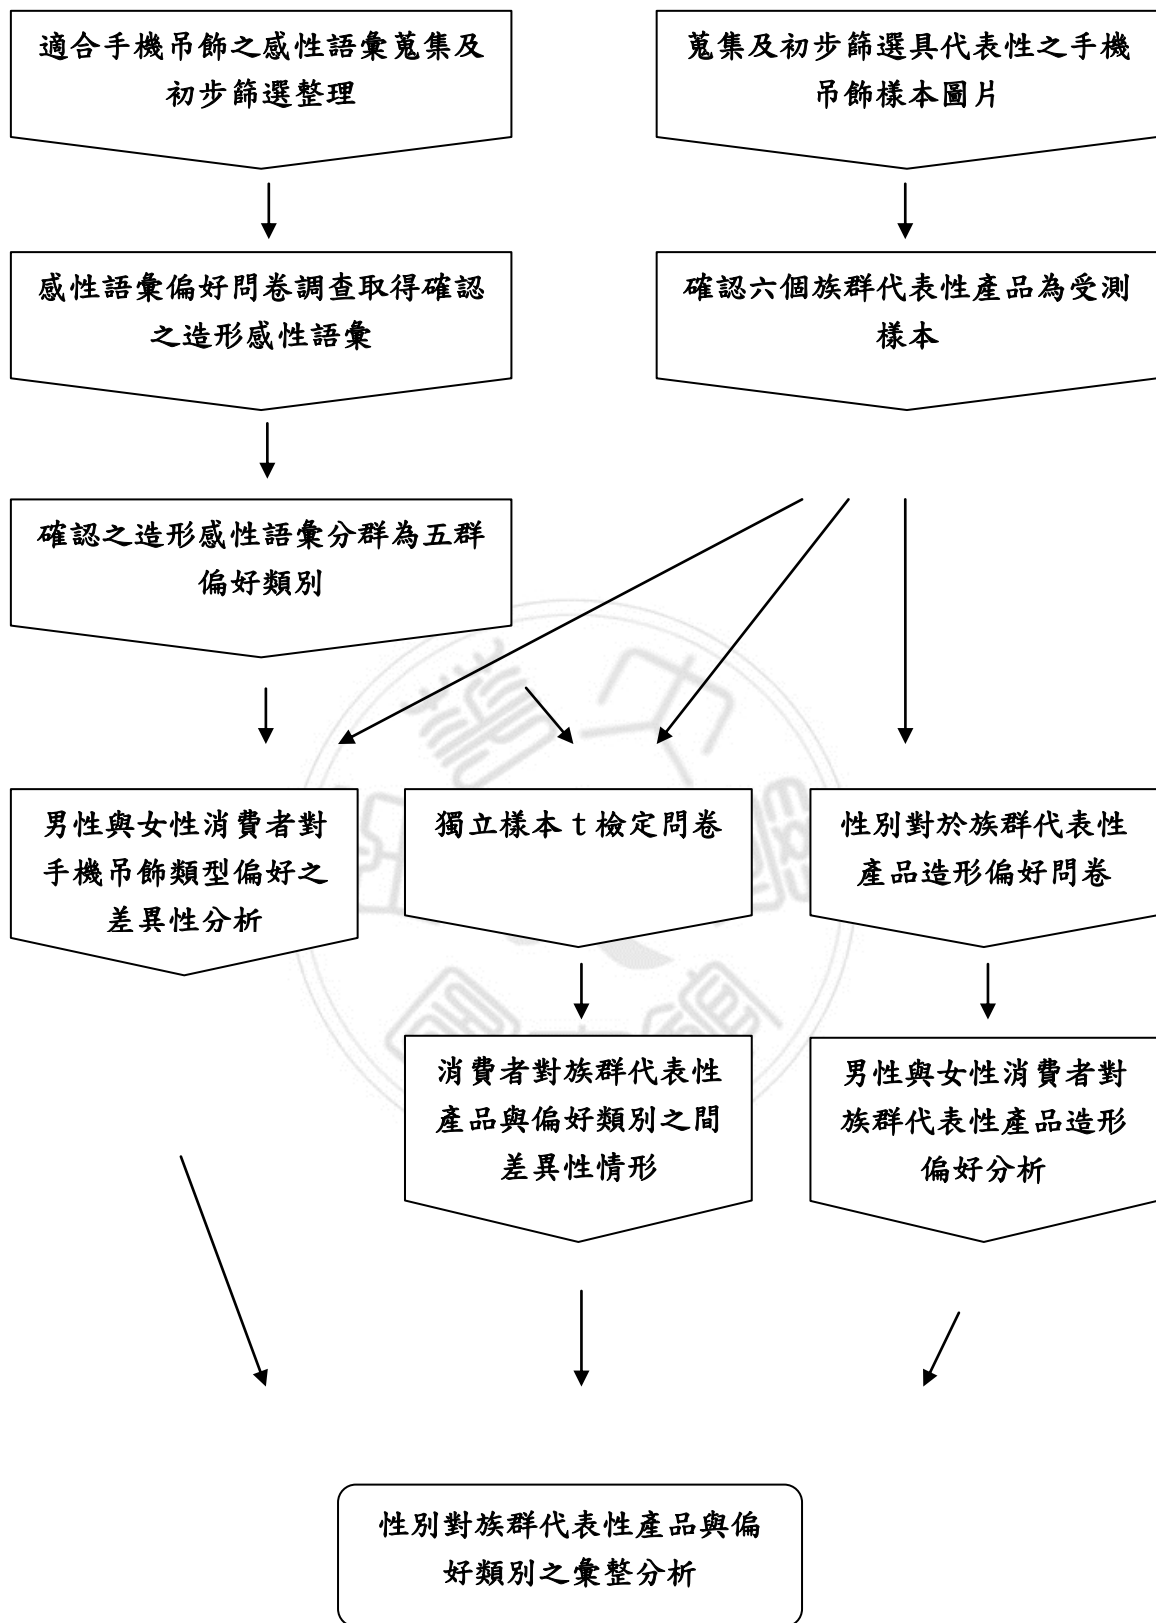 適合手機吊飾之感性語彙蒐集及
初步篩選整理
蒐集及初步篩選具代表性之手機
吊飾樣本圖片
感性語彙偏好問卷調查取得確認
之造形感性語彙
確認六個族群代表性產品為受測
樣本
確認之造形感性語彙分群為五群
偏好類別
男性與女性消費者對
手機吊飾類型偏好之
差異性分析
獨立樣本 t 檢定問卷
性別對於族群代表性
產品造形偏好問卷
消費者對族群代表性
產品與偏好類別之間
差異性情形
男性與女性消費者對
族群代表性產品造形
偏好分析
性別對族群代表性產品與偏
好類別之彙整分析